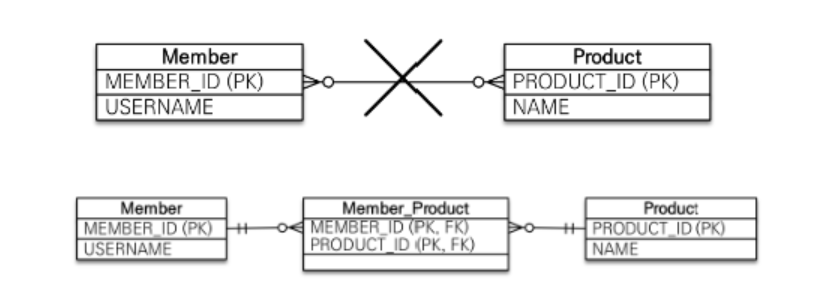 Member
MEMBER_ID (PK)
USERNAME
Product
PRODUCT_ID (PK)
NAME
Member
MEMBER_ID (PK)
USERNAME
Member_Product
MEMBER_ID (PK, FK)
PRODUCT_ID (PK, FK)
Product
PRODUCT_ID (PK)
NAME